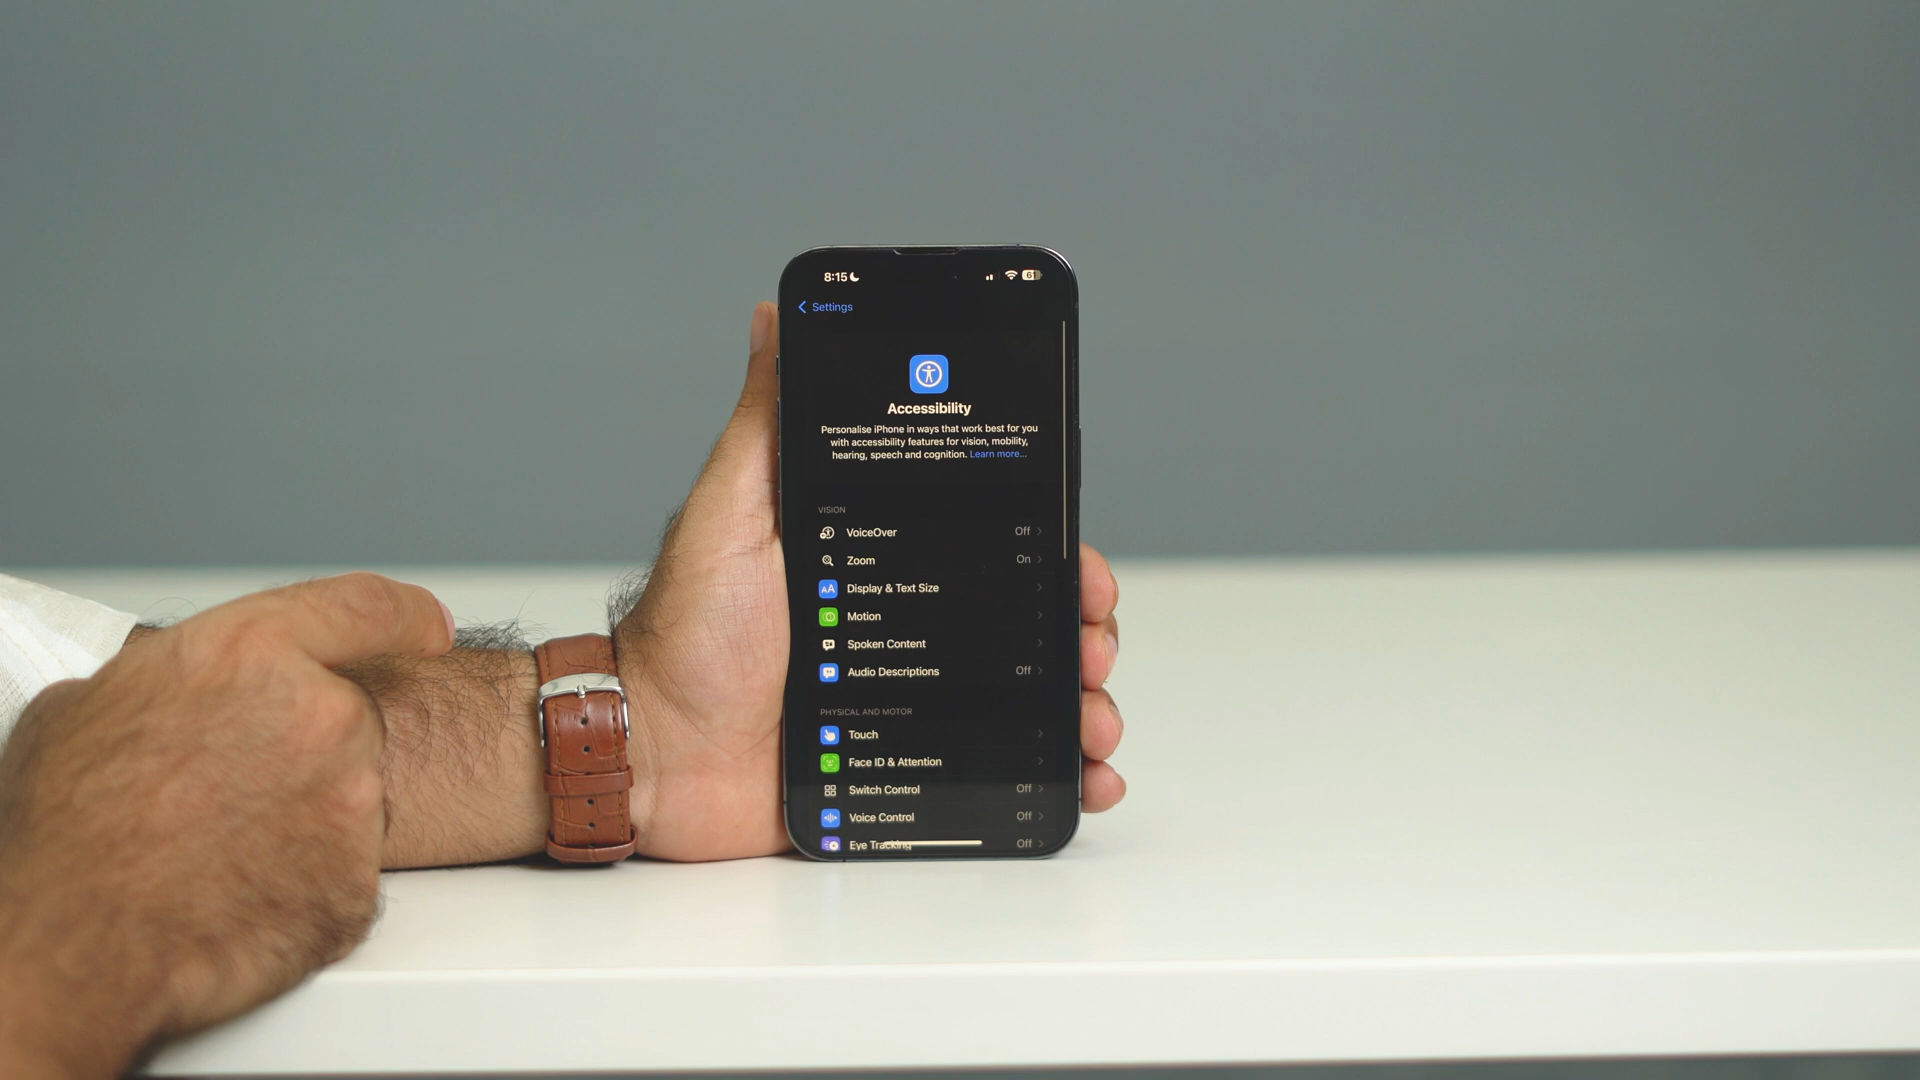 8:15
61
Settings
Accessibility
Personalise iPhone in ways that work best for you
with accessibility features for vision, mobility,
hearing, speech and cognition. Learn more...
VISION
VoiceOver Off
Zoom On
AA Display & Text Size
Motion
Spoken Content
Audio Descriptions Off
PHYSICAL AND MOTOR
Touch
Face ID & Attention
Switch Control Off
Voice Control Off
Eye Tracking Off